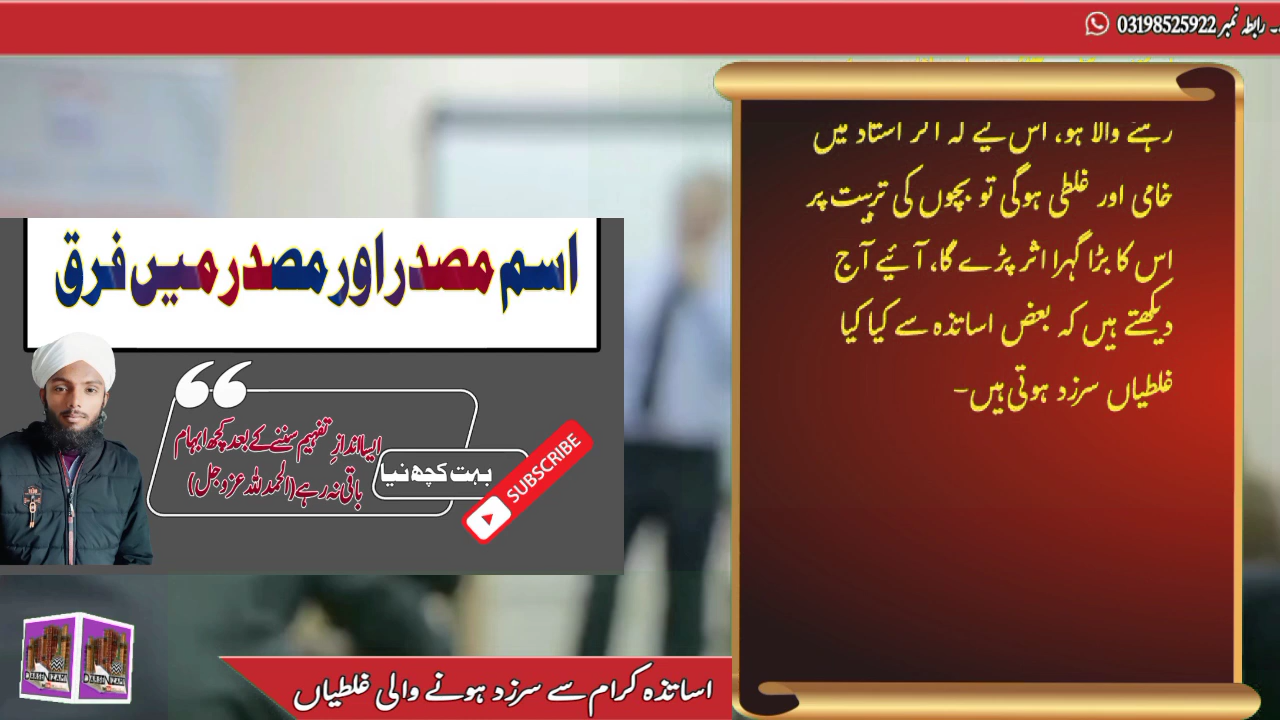 رابطہ نمبر 03198525922
رہنے والا ہو، اس لیے کہ اگر استاد میں
خامی اور غلطی ہوگی تو بچوں کی تربیت پر
اس کا بڑا گہرا اثر پڑے گا، آئیے آج
دیکھتے ہیں کہ بعض اساتذہ سے کیا کیا
غلطیاں سرزد ہوتی ہیں۔
اسم مصدر اور مصدر میں فرق
ایسا اندازِ تفہیم سننے کے بعد کچھ ابہام
باقی نہ رہے (الحمدللہ عزوجل)
بہت کچھ نیا
SUBSCRIBE
اساتذہ کرام سے سرزد ہونے والی غلطیاں